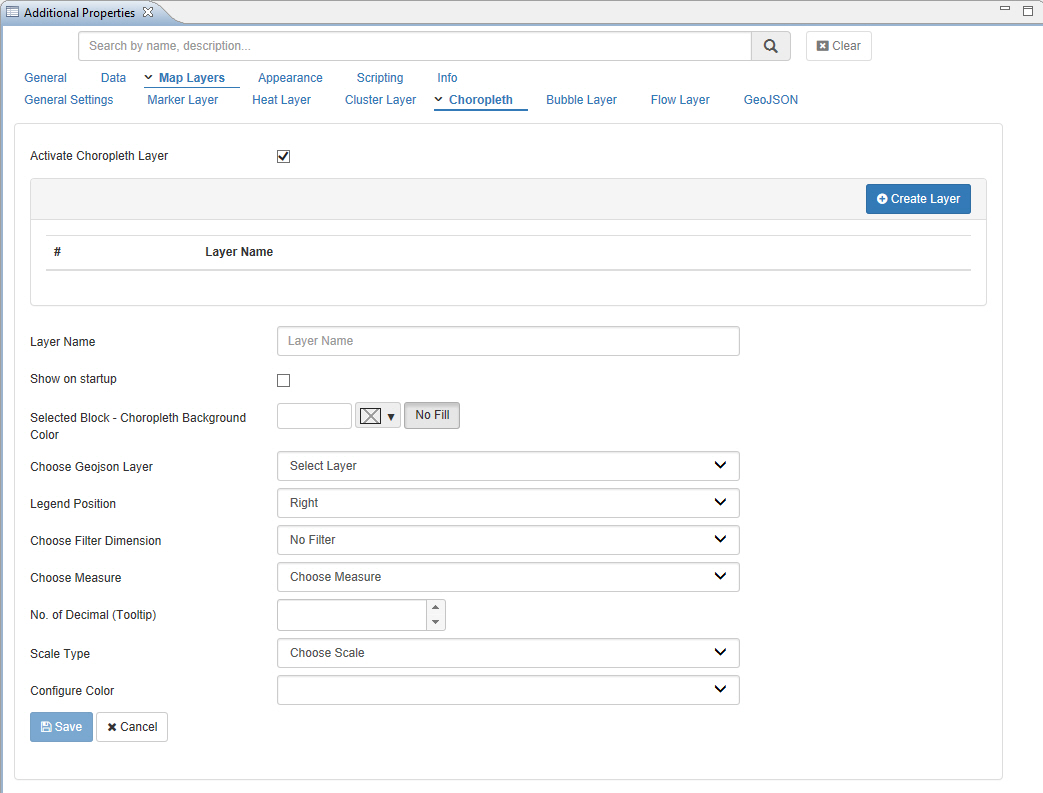 Additional Properties
Search by name, description...
Clear
General Data Map Layers Appearance Scripting Info
General Settings Marker Layer Heat Layer Cluster Layer Choropleth Bubble Layer Flow Layer GeoJSON
Activate Choropleth Layer
Create Layer
# Layer Name
Layer Name Layer Name
Show on startup
Selected Block - Choropleth Background
Color
No Fill
Choose Geojson Layer Select Layer
Legend Position Right
Choose Filter Dimension No Filter
Choose Measure Choose Measure
No. of Decimal (Tooltip)
Scale Type Choose Scale
Configure Color
Save Cancel